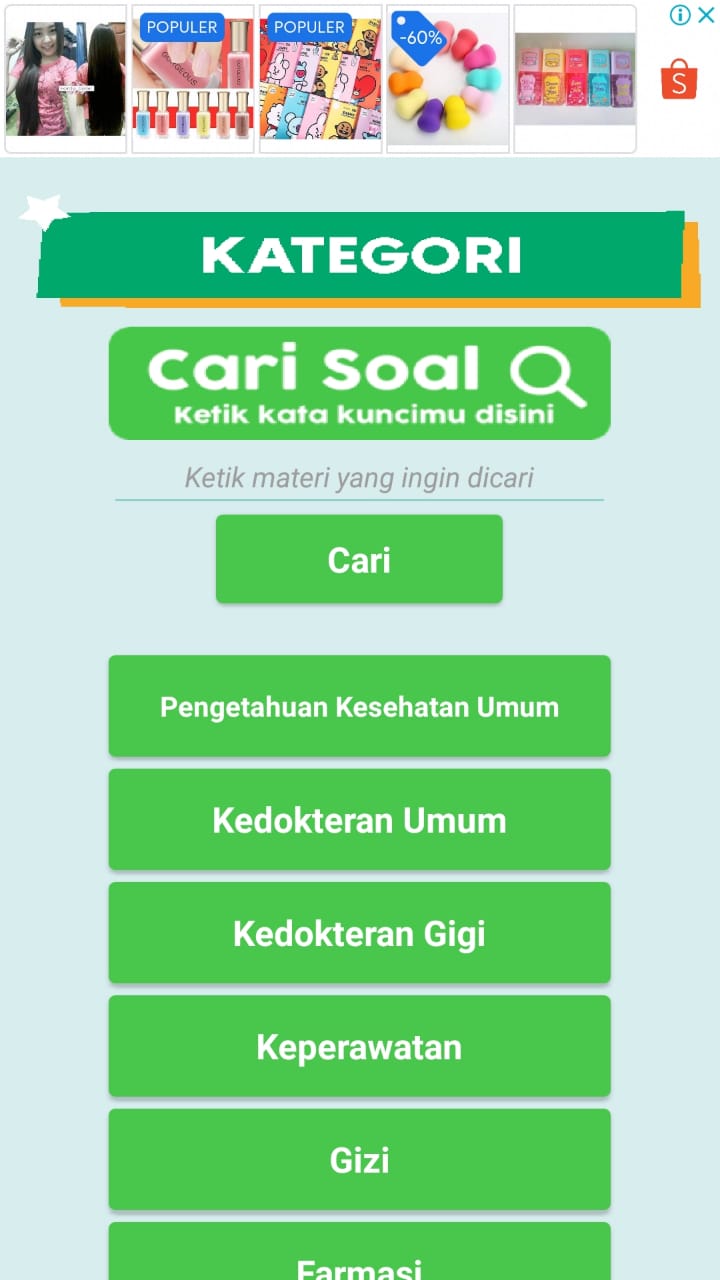 POPULER
POPULER
-60%
KATEGORI
Cari Soal
Ketik kata kuncimu disini
Ketik materi yang ingin dicari
Cari
Pengetahuan Kesehatan Umum
Kedokteran Umum
Kedokteran Gigi
Keperawatan
Gizi
Farmasi